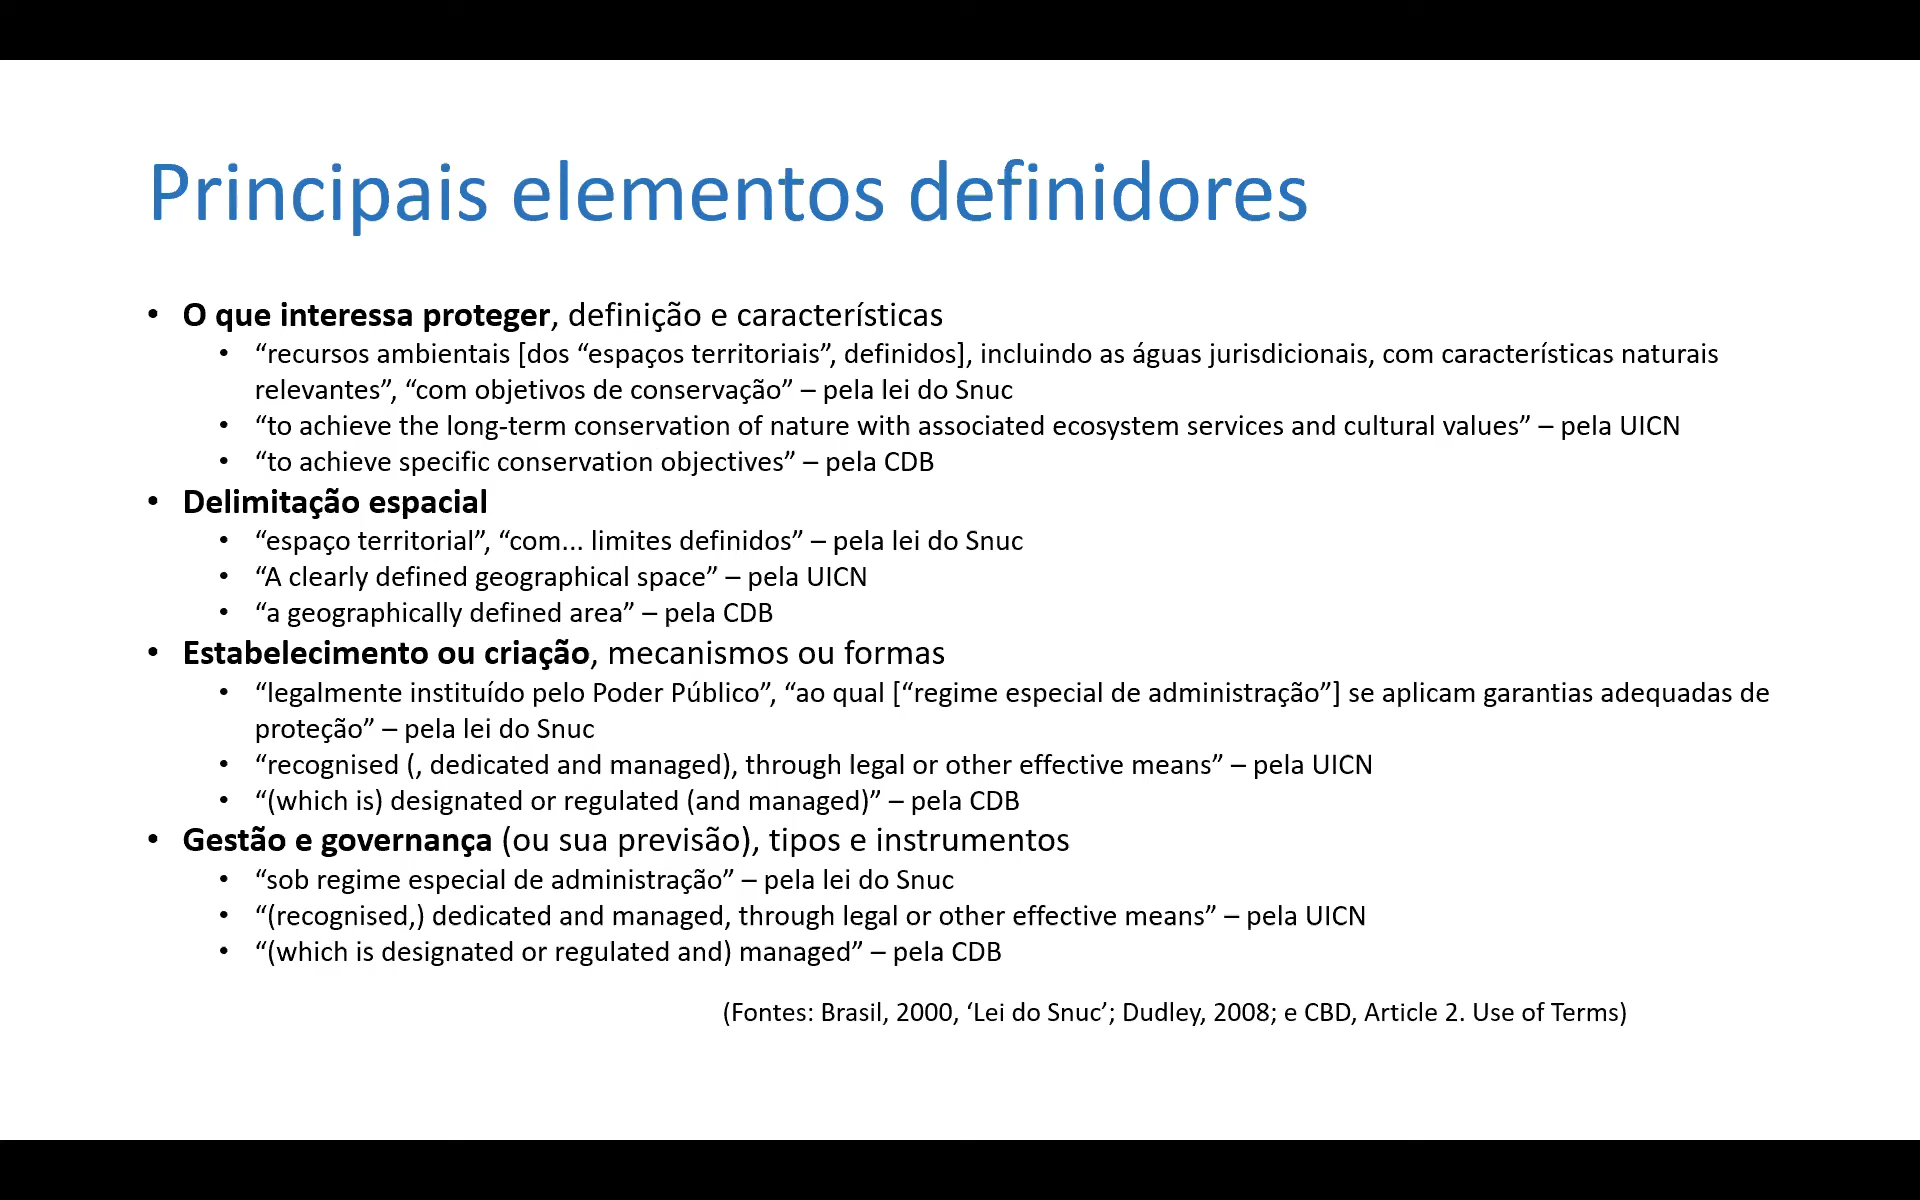 Principais elementos definidores
• O que interessa proteger, definição e características
• “recursos ambientais [dos “espaços territoriais”, definidos], incluindo as águas jurisdicionais, com características naturais
relevantes”, “com objetivos de conservação” – pela lei do Snuc
• “to achieve the long-term conservation of nature with associated ecosystem services and cultural values” – pela UICN
• “to achieve specific conservation objectives” – pela CDB
• Delimitação espacial
• “espaço territorial”, “com... limites definidos” – pela lei do Snuc
• “A clearly defined geographical space” – pela UICN
• “a geographically defined area” – pela CDB
• Estabelecimento ou criação, mecanismos ou formas
• “legalmente instituído pelo Poder Público”, “ao qual [“regime especial de administração”] se aplicam garantias adequadas de
proteção” – pela lei do Snuc
• “recognised (, dedicated and managed), through legal or other effective means” – pela UICN
• “(which is) designated or regulated (and managed)” – pela CDB
• Gestão e governança (ou sua previsão), tipos e instrumentos
• “sob regime especial de administração” – pela lei do Snuc
• “(recognised,) dedicated and managed, through legal or other effective means” – pela UICN
• “(which is designated or regulated and) managed” – pela CDB
(Fontes: Brasil, 2000, ‘Lei do Snuc’; Dudley, 2008; e CBD, Article 2. Use of Terms)